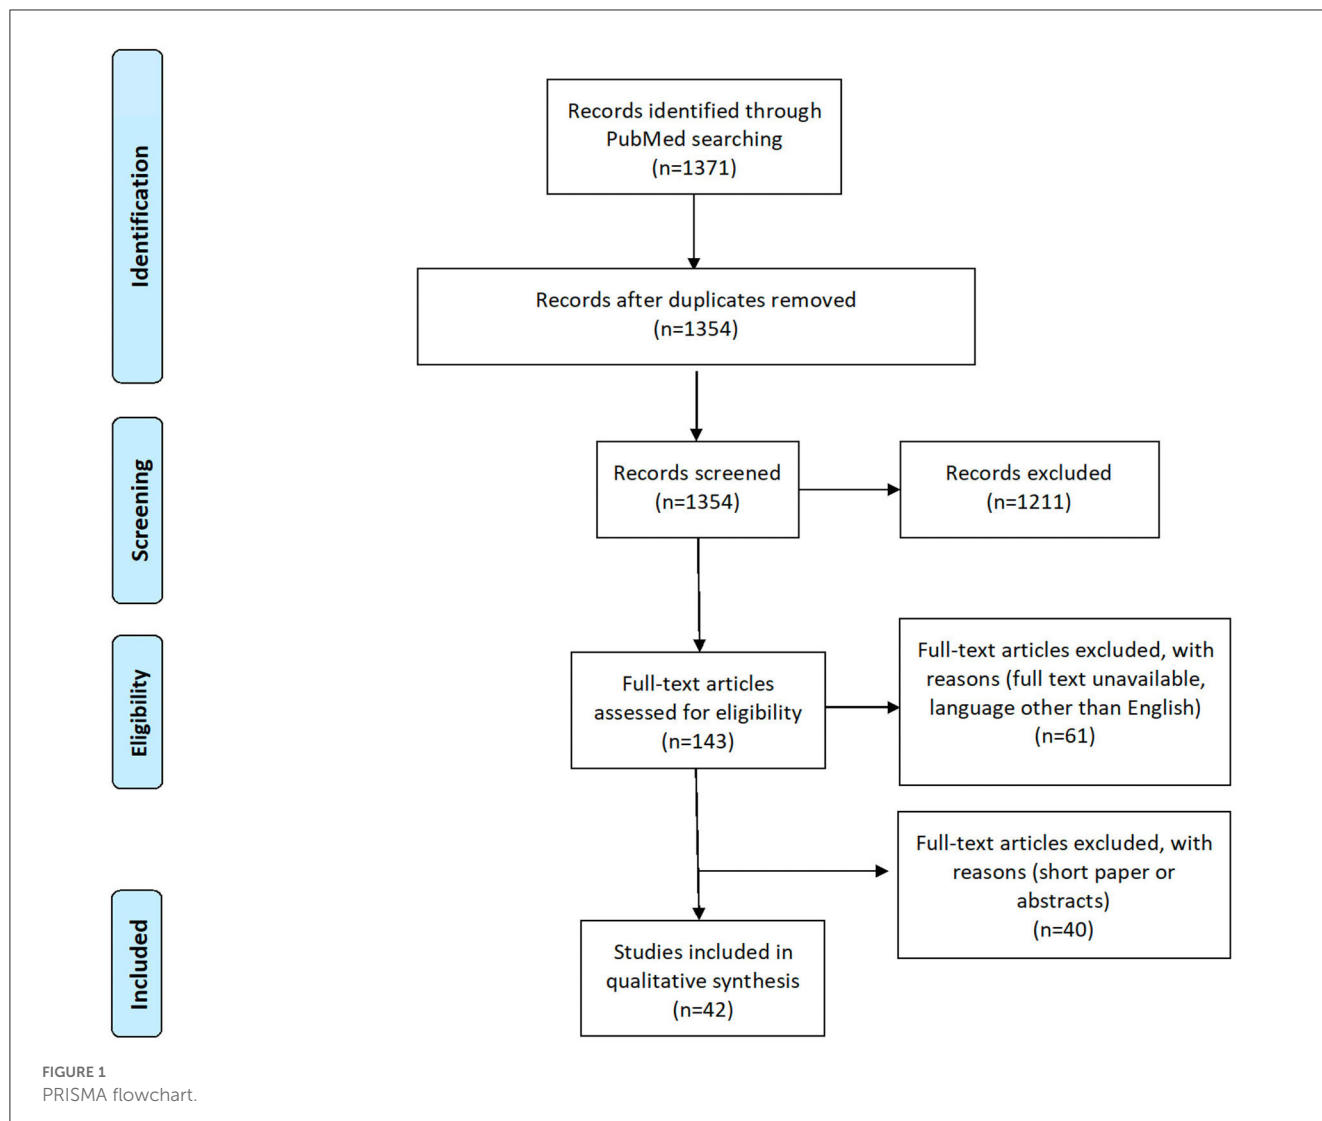 Identification
Records identified through
PubMed searching
(n=1371)
Records after duplicates removed
(n=1354)
Screening
Records screened
(n=1354)
Records excluded
(n=1211)
Eligibility
Full-text articles
assessed for eligibility
(n=143)
Full-text articles excluded, with
reasons (full text unavailable,
language other than English)
(n=61)
Full-text articles excluded, with
reasons (short paper or
abstracts)
(n=40)
Included
Studies included in
qualitative synthesis
(n=42)
FIGURE 1
PRISMA flowchart.